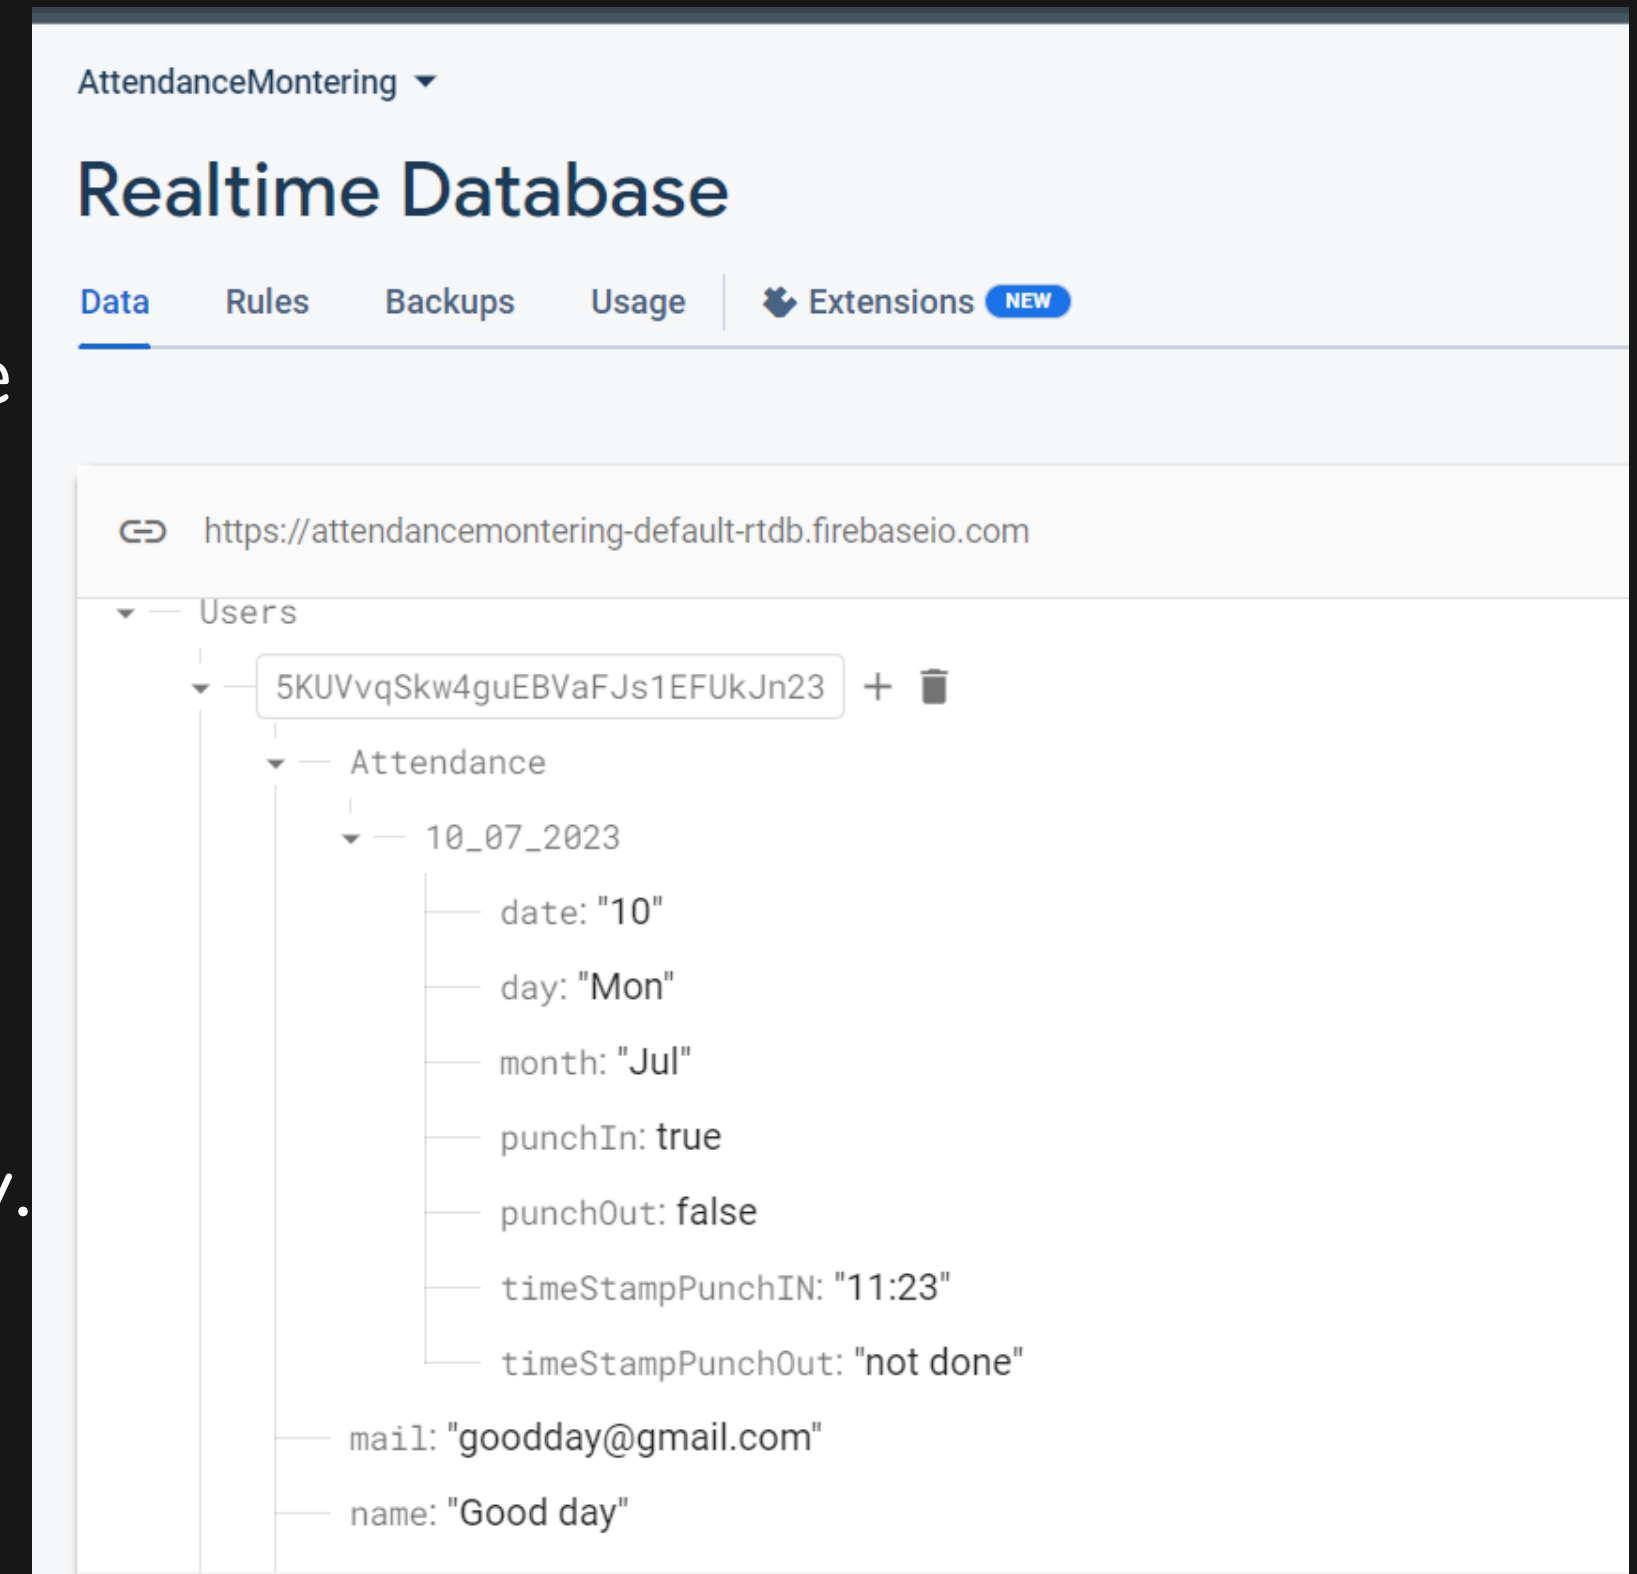 AttendanceMontering
Realtime Database
Data Rules Backups Usage Extensions NEW
e
https://attendancemontering-default-rtdb.firebaseio.com
Users
5KUVvqSkw4guEBVaFJs1EFUkJn23
Attendance
10_07_2023
date: "10"
day: "Mon"
month: "Jul"
punchIn: true
y.
punchOut: false
timeStampPunchIN: "11:23"
timeStampPunchOut: "not done"
mail: "goodday@gmail.com"
name: "Good day"